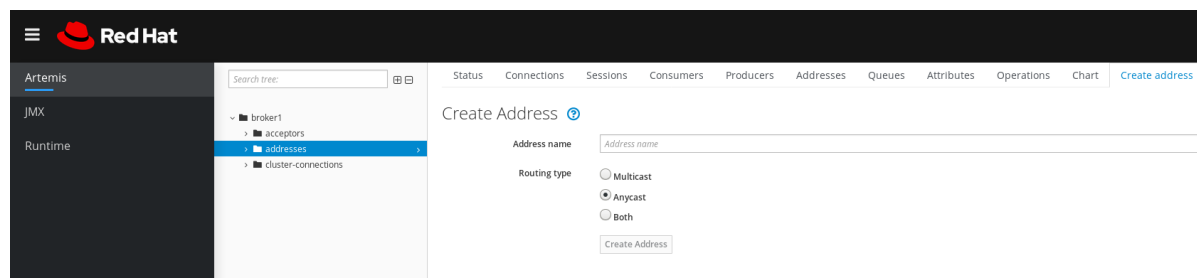 Red Hat
Artemis
JMX
Runtime
Search tree:
broker1
acceptors
addresses
cluster-connections
Status Connections Sessions Consumers Producers Addresses Queues Attributes Operations Chart Create address
Create Address
Address name
Address name
Routing type
Multicast
Anycast
Both
Create Address